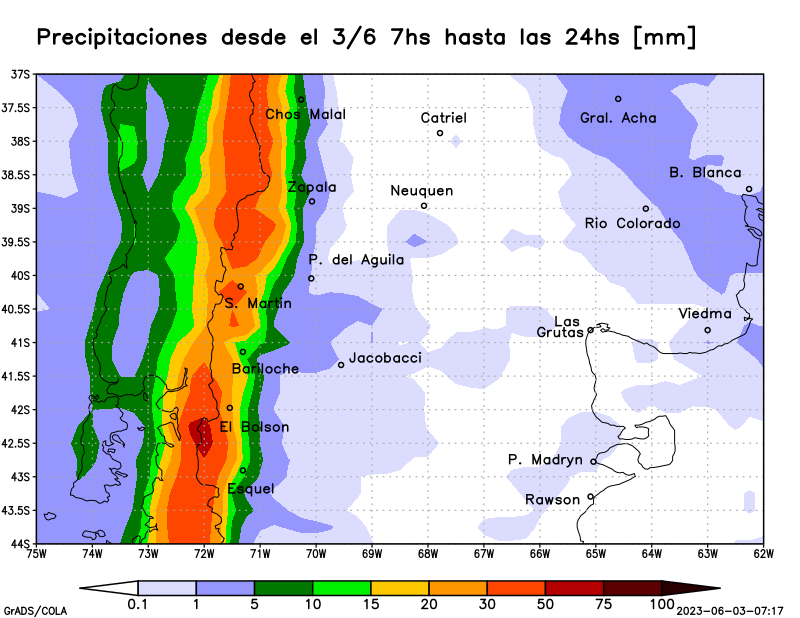 Precipitaciones desde el 3/6 7hs hasta las 24hs [mm]
37S
37.5S
38S
38.5S
39S
39.5S
40S
40.5S
41S
41.5S
42S
42.5S
43S
43.5S
44S
Chos Malal
Catriel
Gral. Acha
B. Blanca
Zapala
Neuquen
Rio Colorado
P. del Aguila
S. Martin
Viedma
Las
Grutas
Bariloche
Jacobacci
El Bolson
P. Madryn
Esquel
Rawson
75W 74W 73W 72W 71W 70W 69W 68W 67W 66W 65W 64W 63W 62W
0.1 1 5 10 15 20 30 50 75 100
GrADS/COLA
2023-06-03-07:17